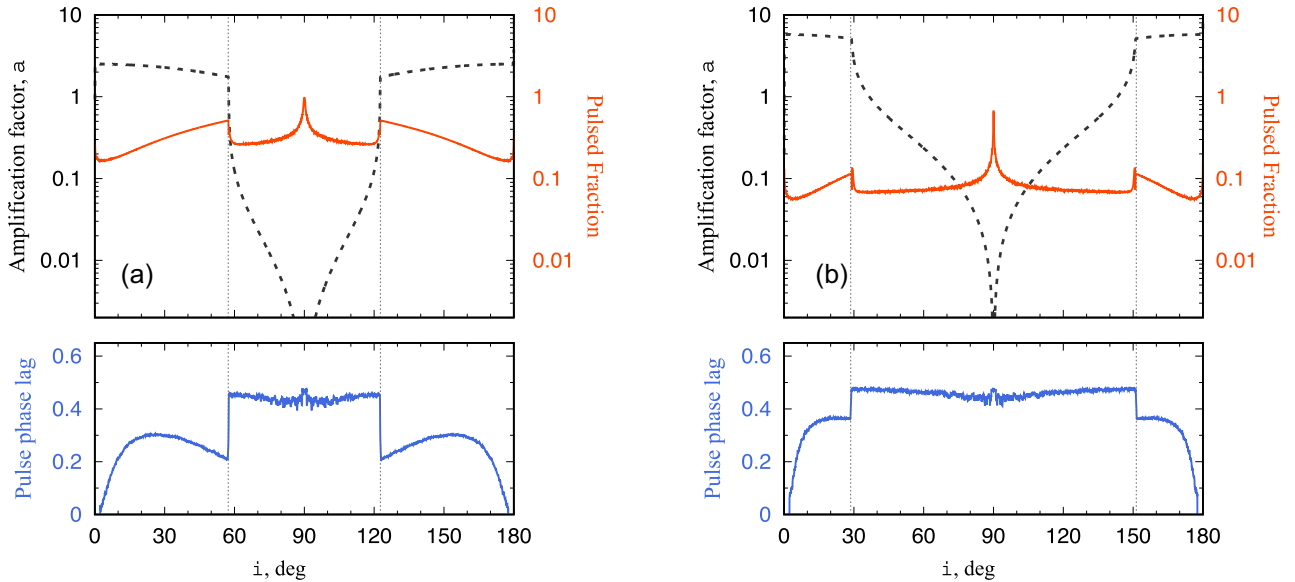 10
1
0.1
0.01
Amplification factor, a
10
1
0.1
0.01
Pulsed Fraction
(a)
0.6
0.4
0.2
0
Pulse phase lag
0 30 60 90 120 150 180
i, deg
10
1
0.1
0.01
Amplification factor, a
10
1
0.1
0.01
Pulsed Fraction
(b)
0.6
0.4
0.2
0
Pulse phase lag
0 30 60 90 120 150 180
i, deg